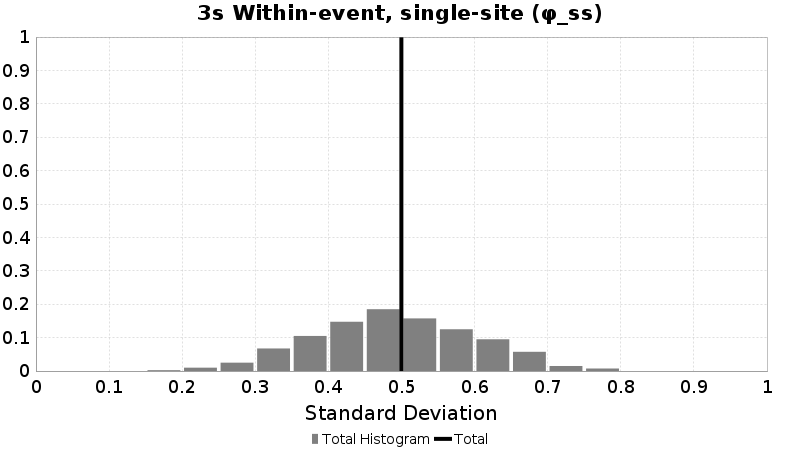 3s Within-event, single-site (φ_ss)
1
0.9
0.8
0.7
0.6
0.5
0.4
0.3
0.2
0.1
0
0 0.1 0.2 0.3 0.4 0.5 0.6 0.7 0.8 0.9 1
Standard Deviation
Total Histogram Total